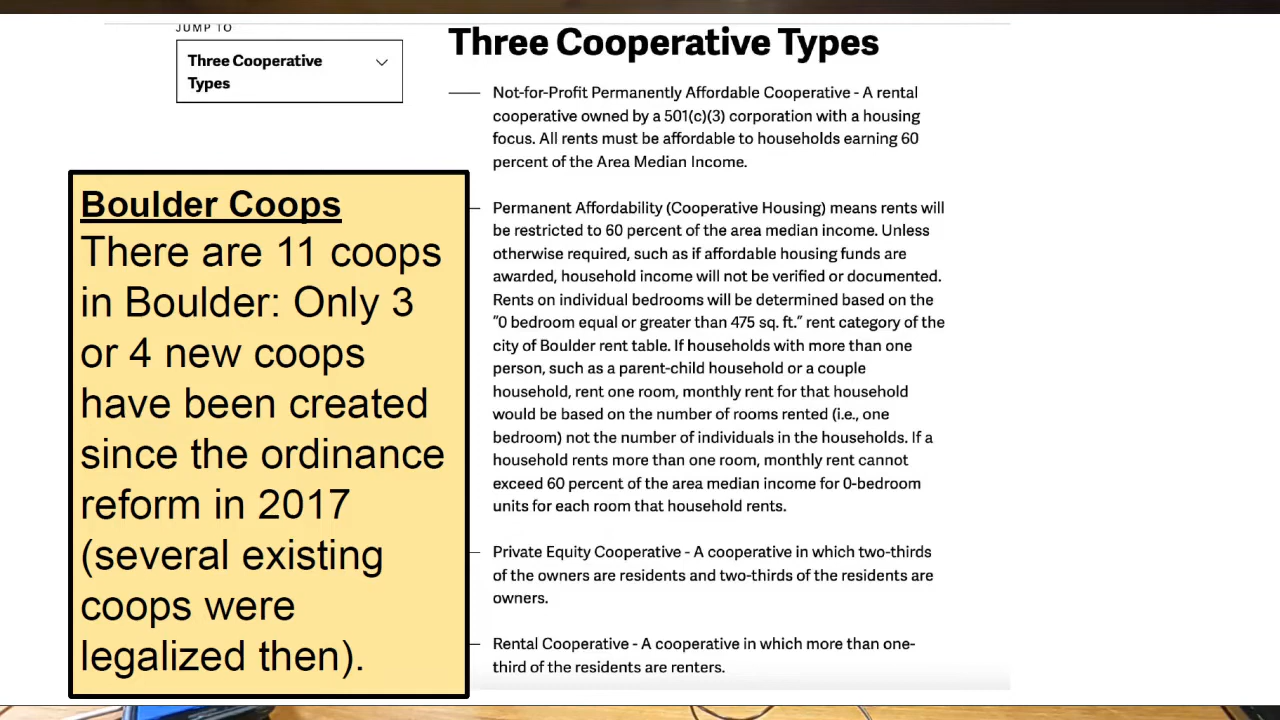 JUMP TO
Three Cooperative
Types
Three Cooperative Types
Not-for-Profit Permanently Affordable Cooperative - A rental
cooperative owned by a 501(c)(3) corporation with a housing
focus. All rents must be affordable to households earning 60
percent of the Area Median Income.
Permanent Affordability (Cooperative Housing) means rents will
be restricted to 60 percent of the area median income. Unless
otherwise required, such as if affordable housing funds are
awarded, household income will not be verified or documented.
Rents on individual bedrooms will be determined based on the
"0 bedroom equal or greater than 475 sq. ft." rent category of the
city of Boulder rent table. If households with more than one
person, such as a parent-child household or a couple
household, rent one room, monthly rent for that household
would be based on the number of rooms rented (i.e., one
bedroom) not the number of individuals in the households. If a
household rents more than one room, monthly rent cannot
exceed 60 percent of the area median income for 0-bedroom
units for each room that household rents.
Private Equity Cooperative - A cooperative in which two-thirds
of the owners are residents and two-thirds of the residents are
owners.
Rental Cooperative - A cooperative in which more than one-
third of the residents are renters.
Boulder Coops
There are 11 coops
in Boulder: Only 3
or 4 new coops
have been created
since the ordinance
reform in 2017
(several existing
coops were
legalized then).